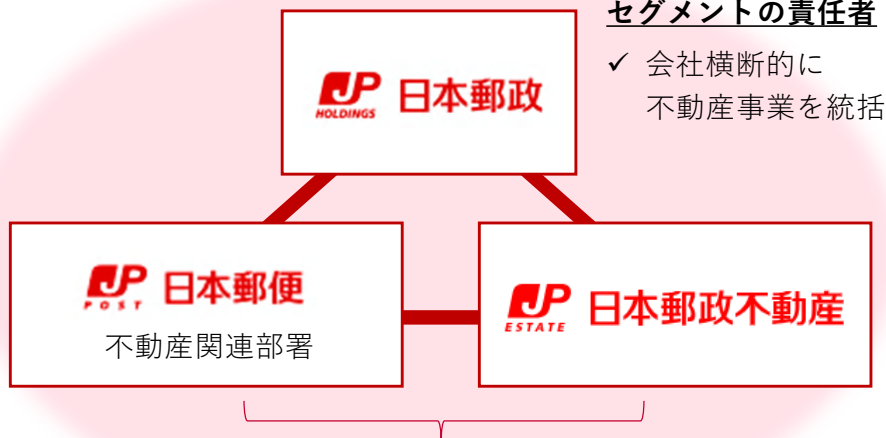 セグメントの責任者
✓ 会社横断的に
不動産事業を統括
JP 日本郵政
HOLDINGS
JP 日本郵便
POST
不動産関連部署
JP 日本郵政不動産
ESTATE